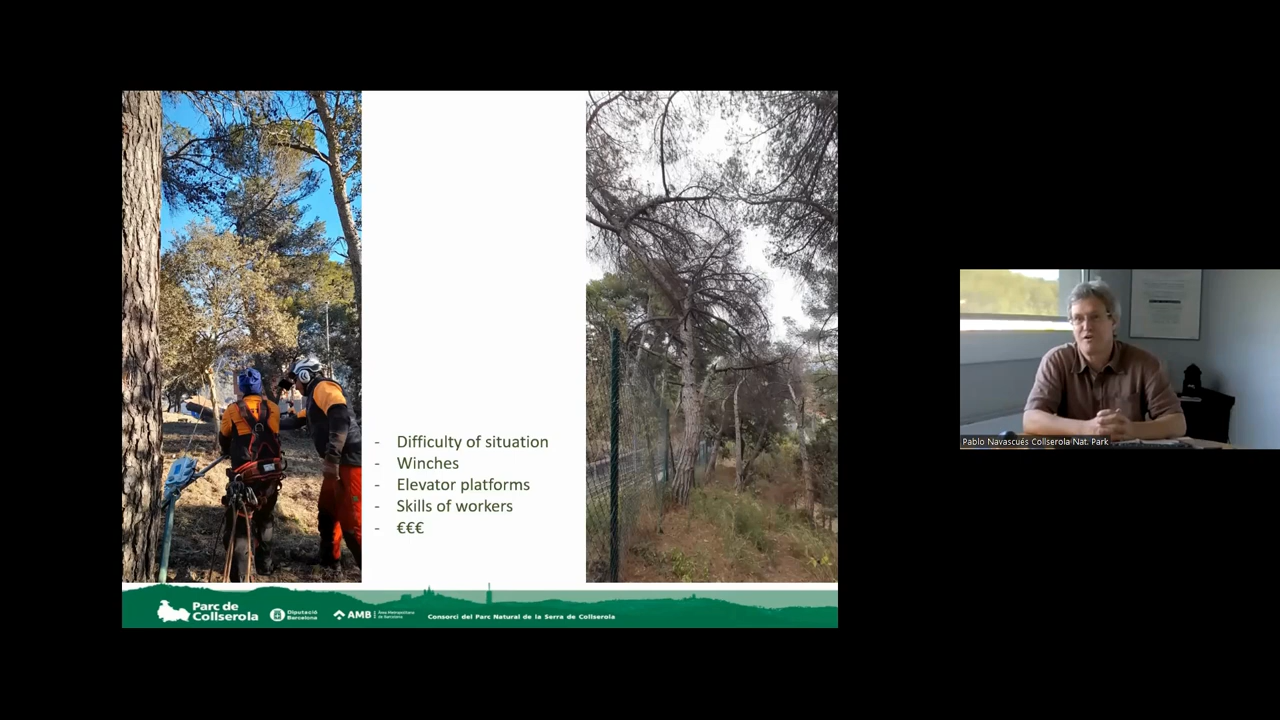 - Difficulty of situation
- Winches
- Elevator platforms
- Skills of workers
- €€€
Parc de
Collserola
Diputació
Barcelona
AMB
Àrea Metropolitana
de Barcelona
Consorci del Parc Natural de la Serra de Collserola
Pablo Navascués Collserola Nat. Park